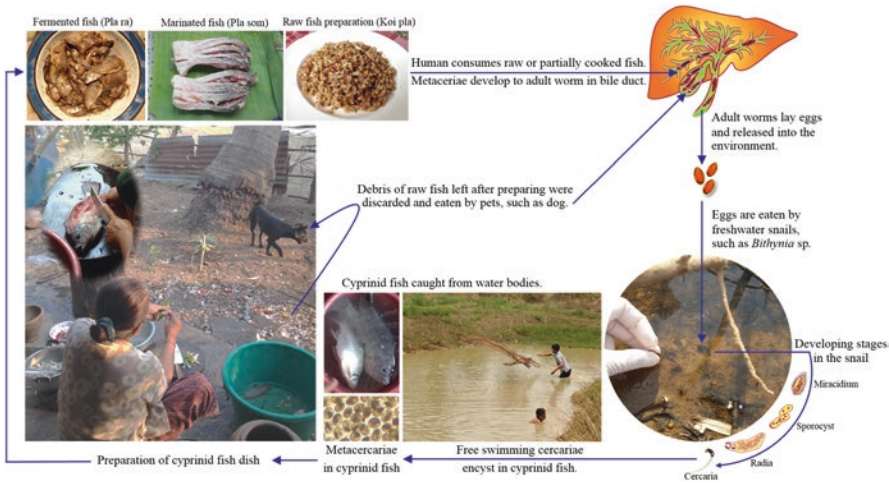 Fermented fish (Pla ra)
Marinated fish (Pla som)
Raw fish preparation (Koi pla)
Human consumes raw or partially cooked fish.
Metaceriae develop to adult worm in bile duct.
Adult worms lay eggs
and released into the
environment.
Debris of raw fish left after preparing were
discarded and eaten by pets, such as dog.
Eggs are eaten by
freshwater snails,
such as Bithynia sp.
Cyprinid fish caught from water bodies.
Developing stages
in the snail
Miracidium
Sporocyst
Radia
Cercaria
Free swimming cercariae
encyst in cyprinid fish.
Metacercariae
in cyprinid fish
Preparation of cyprinid fish dish